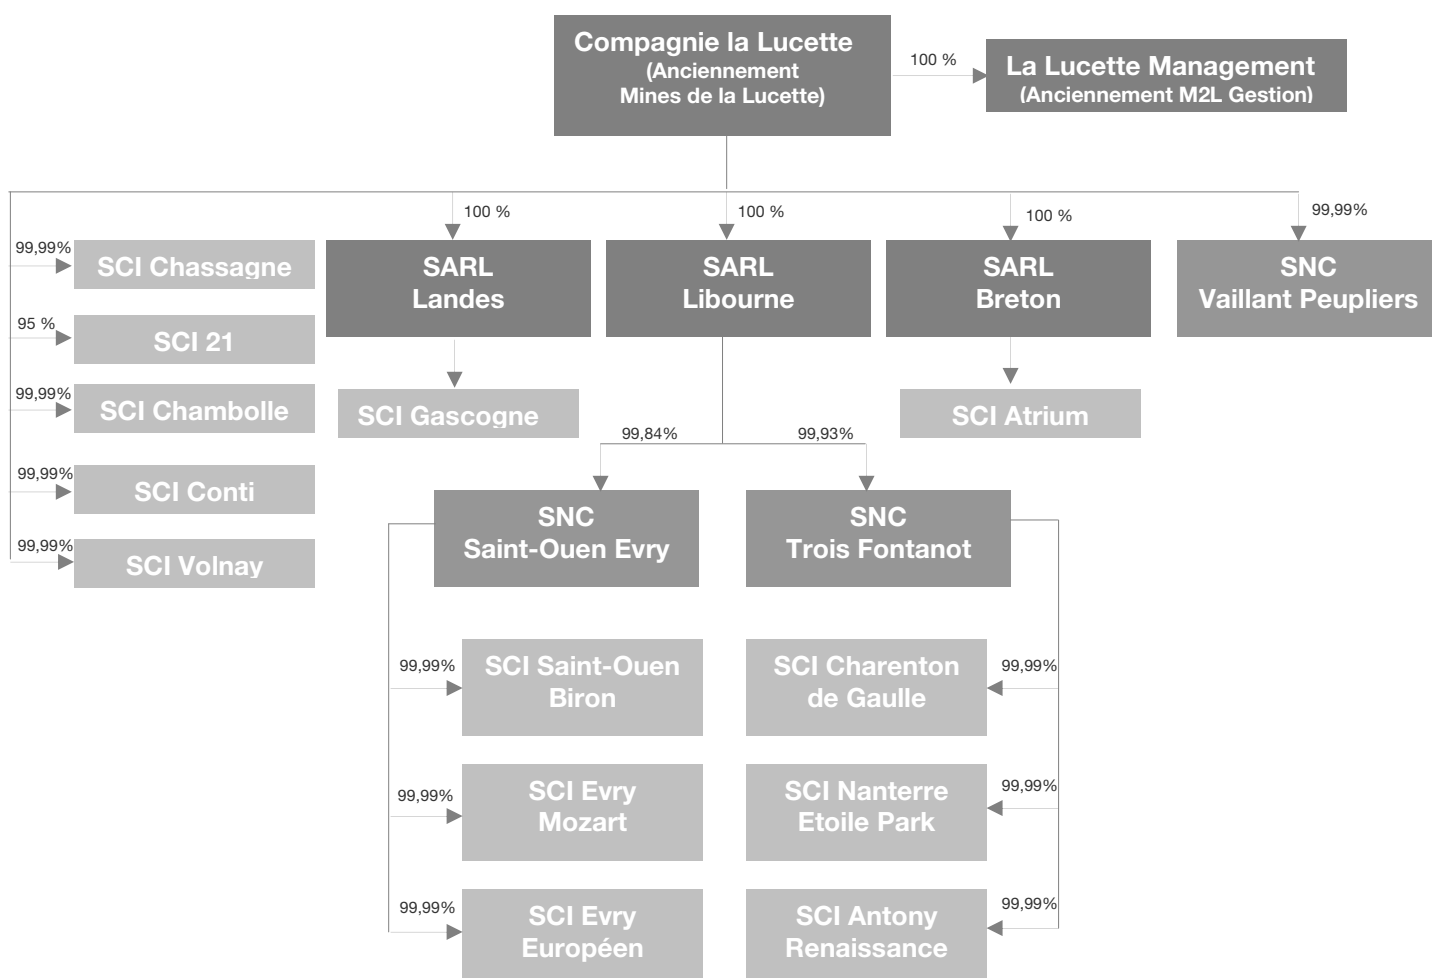 Compagnie la Lucette
(Anciennement
Mines de la Lucette)
100 %
La Lucette Management
(Anciennement M2L Gestion)
100 %
100 %
100 %
99,99%
99,99%
SCI Chassagne
95 %
SCI 21
99,99%
SCI Chambolle
99,99%
SCI Conti
99,99%
SCI Volnay
SARL
Landes
SARL
Libourne
SARL
Breton
SNC
Vaillant Peupliers
SCI Gascogne
SCI Atrium
99,84%
99,93%
SNC
Saint-Ouen Evry
SNC
Trois Fontanot
99,99%
SCI Saint-Ouen
Biron
SCI Charenton
de Gaulle
99,99%
99,99%
SCI Evry
Mozart
SCI Nanterre
Etoile Park
99,99%
99,99%
SCI Evry
Européen
SCI Antony
Renaissance
99,99%